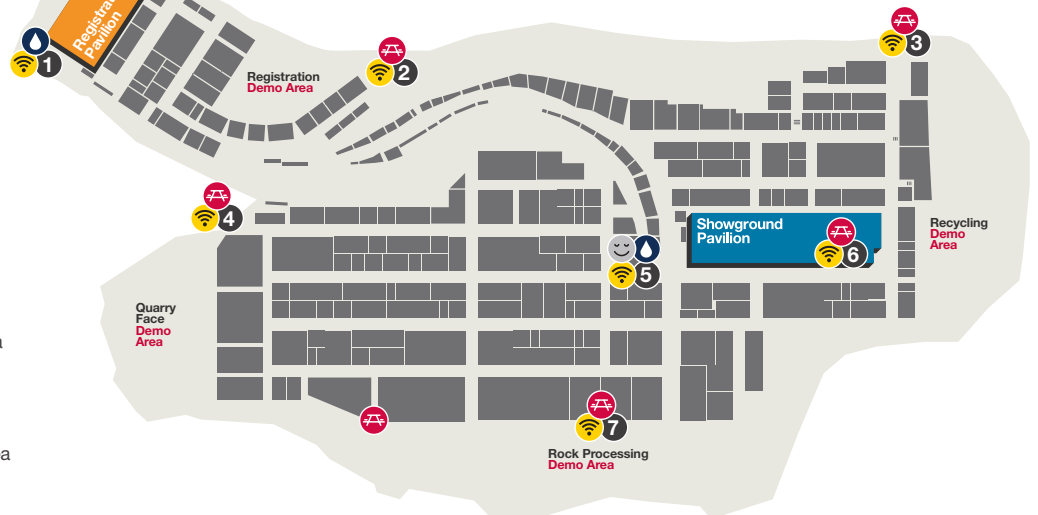 Pavilion
1
Registration
Demo Area
2
3
4
Showground
Pavilion
6
Recycling
Demo
Area
5
Quarry
Face
Demo
Area
a
7
Rock Processing
Demo Area
a